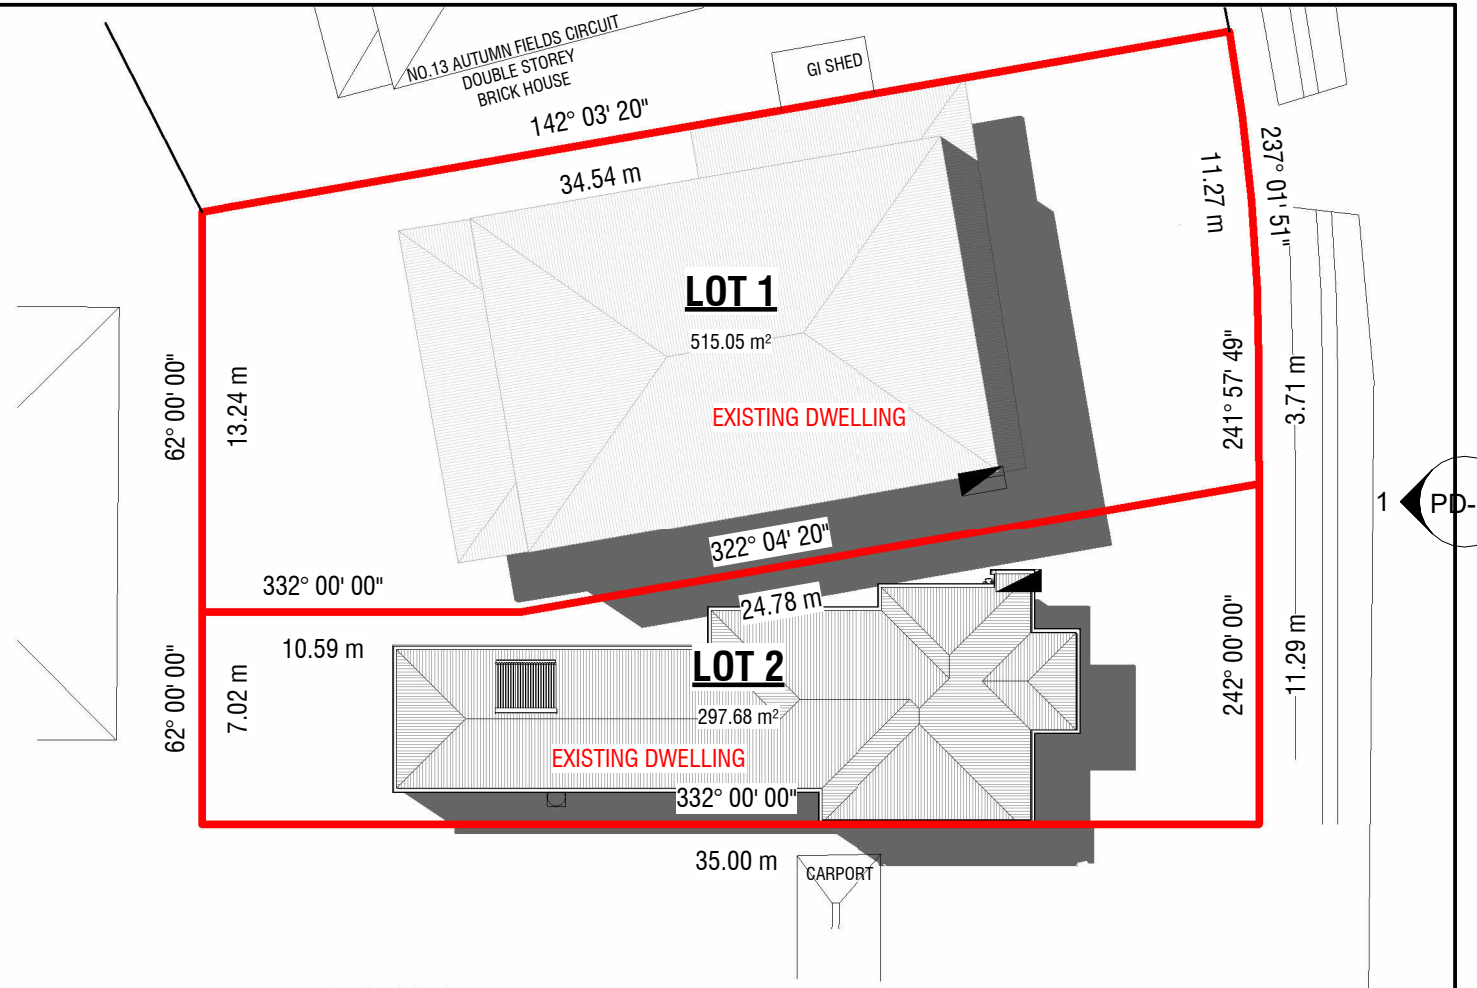 NO.13 AUTUMN FIELDS CIRCUIT
DOUBLE STOREY
BRICK HOUSE
GI SHED
142° 03' 20"
34.54 m
237° 01' 51"
11.27 m
LOT 1
515.05 m²
EXISTING DWELLING
62° 00' 00"
13.24 m
241° 57' 49"
3.71 m
1
PD-
322° 04' 20"
332° 00' 00"
24.78 m
10.59 m
62° 00' 00"
7.02 m
LOT 2
297.68 m²
EXISTING DWELLING
242° 00' 00"
11.29 m
332° 00' 00"
35.00 m
CARPORT